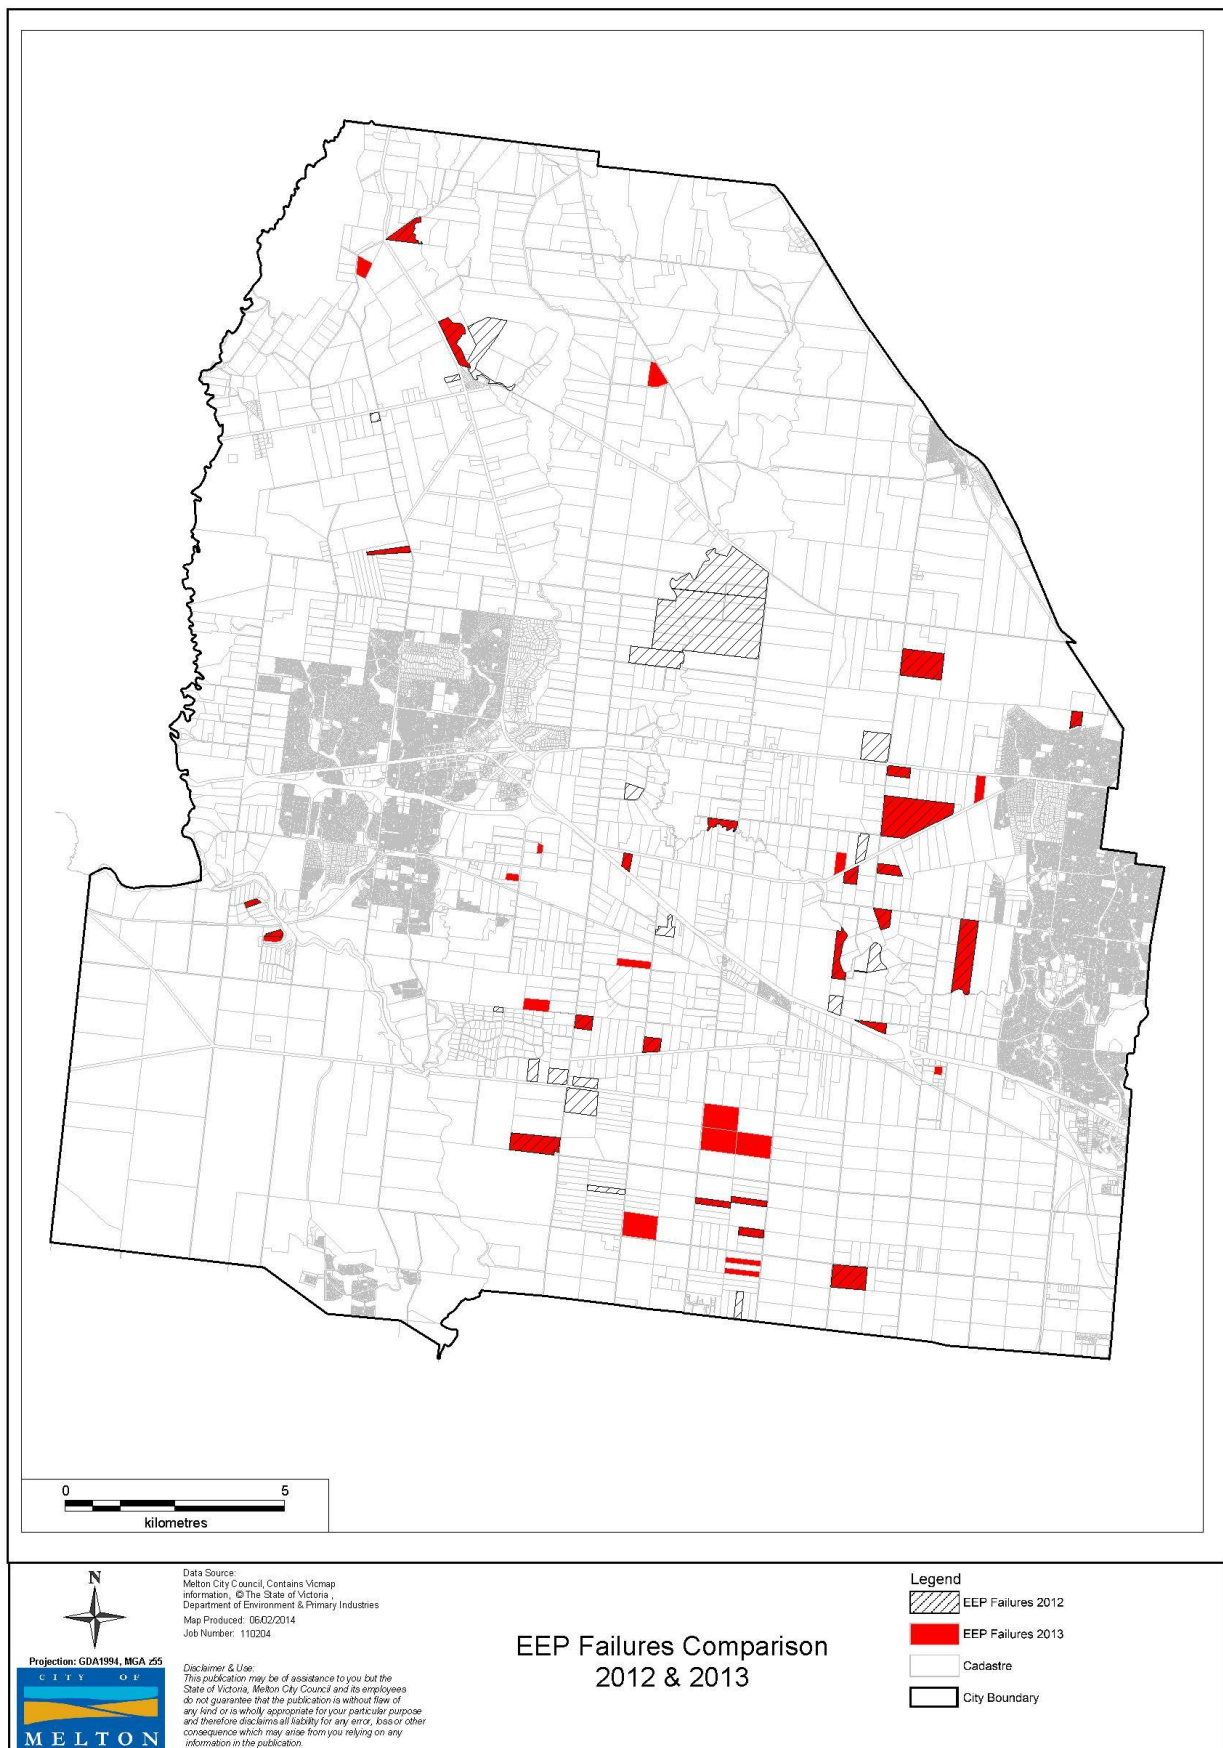 0 5
kilometres
N
Projection: GDA1994, MGA z55
CITY OF
MELTON
Data Source:
Melton City Council, Contains Vicmap
information, © The State of Victoria ,
Department of Environment & Primary Industries
Map Produced: 06/02/2014
Job Number: 110204
Disclaimer & Use:
This publication may be of assistance to you but the
State of Victoria, Melton City Council and its employees
do not guarantee that the publication is without flaw of
any kind or is wholly appropriate for your particular purpose
and therefore disclaims all liability for any error, loss or other
consequence which may arise from you relying on any
information in the publication.
EEP Failures Comparison
2012 & 2013
Legend
EEP Failures 2012
EEP Failures 2013
Cadastre
City Boundary